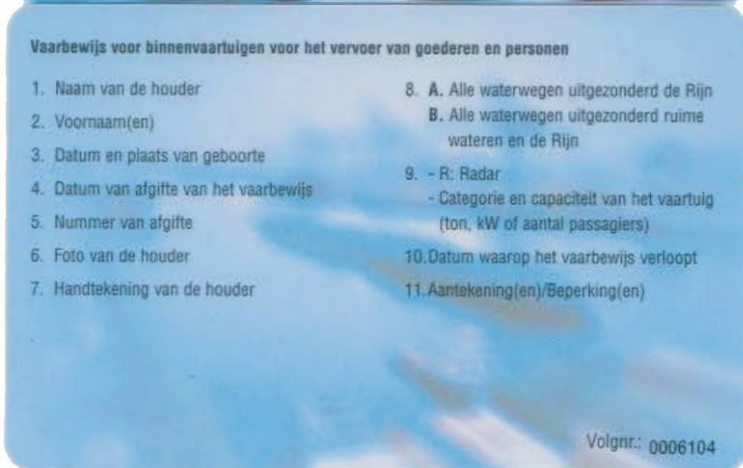 Vaarbewijs voor binnenvaartuigen voor het vervoer van goederen en personen
1. Naam van de houder
2. Voornaam(en)
3. Datum en plaats van geboorte
4. Datum van afgifte van het vaarbewijs
5. Nummer van afgifte
6. Foto van de houder
7. Handtekening van de houder
8. A. Alle waterwegen uitgezonderd de Rijn
B. Alle waterwegen uitgezonderd ruime
wateren en de Rijn
9. - R: Radar
- Categorie en capaciteit van het vaartuig
(ton, kW of aantal passagiers)
10.Datum waarop het vaarbewijs verloopt
11.Aantekening(en)/Beperking(en)
Volgnr.: 0006104